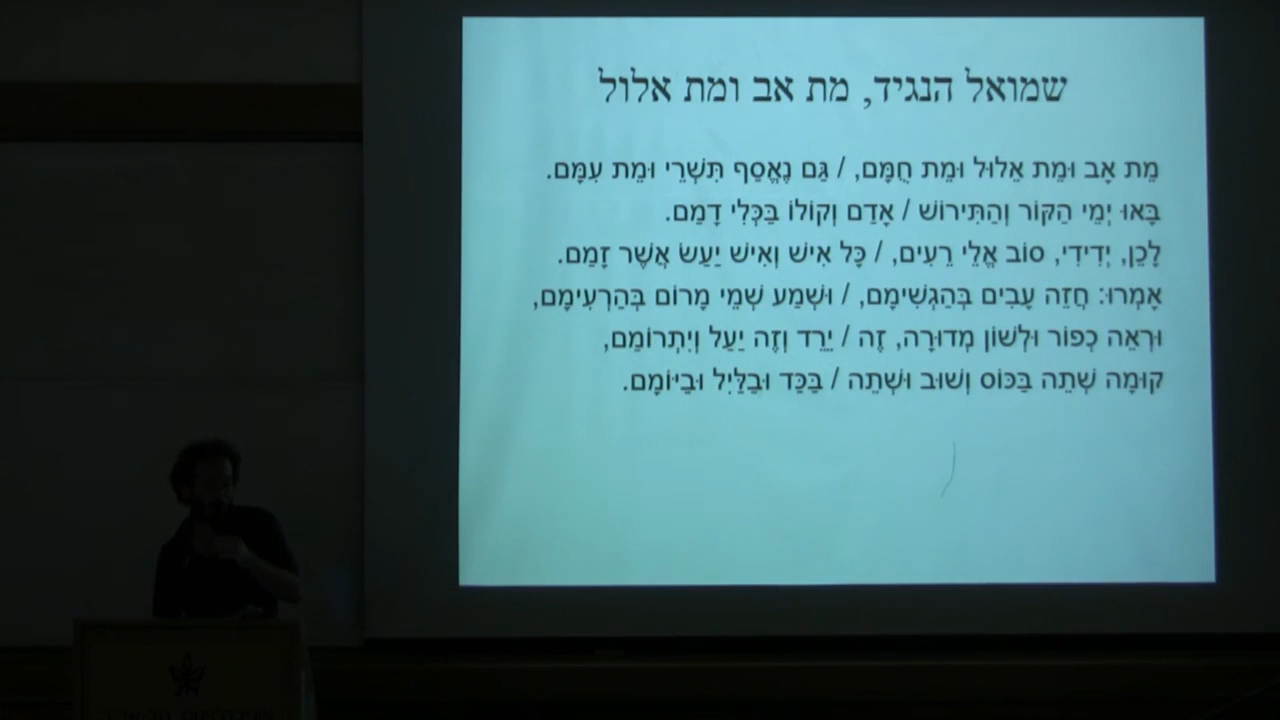 שמואל הנגיד, מת אב ומת אלול
מֵת אָב וּמֵת אֵלוּל וּמֵת חֻמָּם, / גַּם נֶאֱסַף תִּשְׁרֵי וּמֵת עִמָּם.
בָּאוּ יְמֵי הַקּוֹר וְהַתִּירוֹשׁ / אָדַם וְקוֹלוֹ בַּכְּלִי דָמַם.
לָכֵן, יְדִידִי, סוֹב אֱלֵי רֵעִים, / כָּל אִישׁ וְאִישׁ יַעַשׂ אֲשֶׁר זָמַם.
אָמְרוּ: חֲזֵה עָבִים בְּהַגְשִׁימָם, / וּשְׁמַע שְׁמֵי מָרוֹם בְּהַרְעִימָם,
וּרְאֵה כְפוֹר וּלְשׁוֹן מְדוּרָה, זֶה / יֵרֵד וְזֶה יַעַל וְיִתְרוֹמַם,
קוּמָה שְׁתֵה בַּכּוֹס וְשׁוּב וּשְׁתֵה / בַּכַּד וּבַלַּיִל וּבַיּוֹמָם.